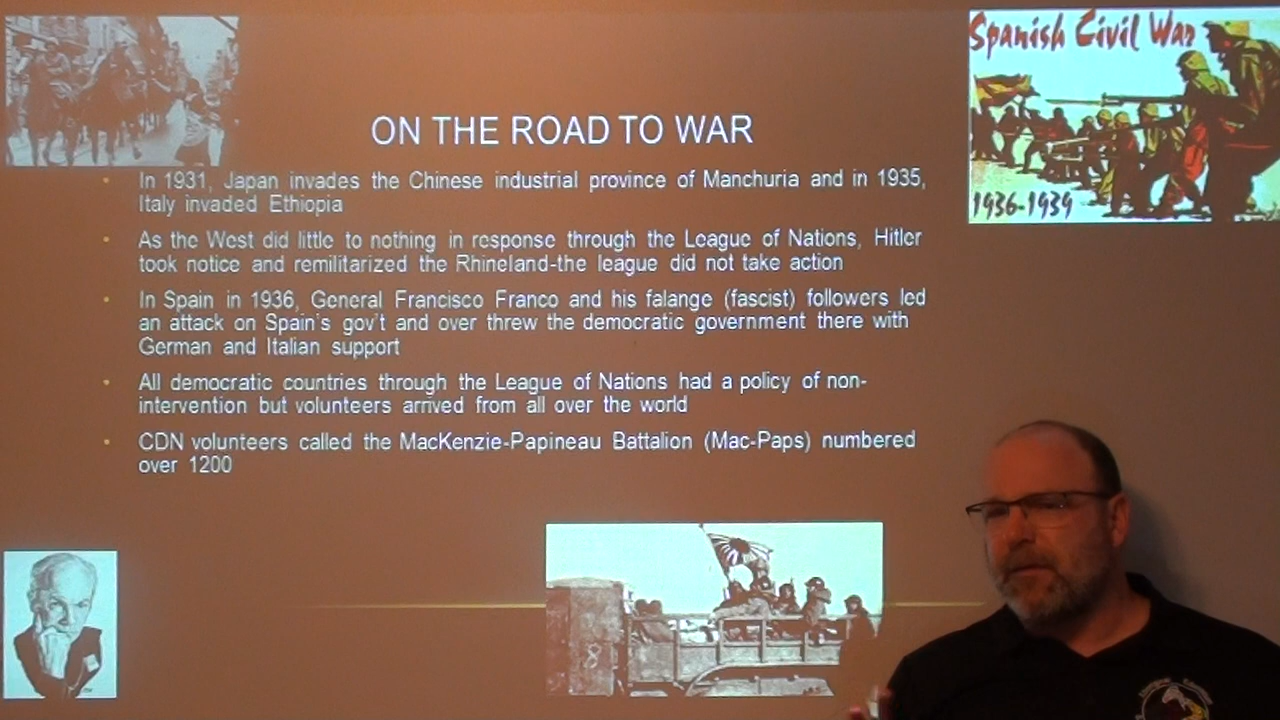 Spanish Civil War
ON THE ROAD TO WAR
In 1931, Japan invades the Chinese industrial province of Manchuria and in 1935,
Italy invaded Ethiopia
As the West did little to nothing in response through the League of Nations, Hitler
took notice and remilitarized the Rhineland-the league did not take action
In Spain in 1936, General Francisco Franco and his falange (fascist) followers led
an attack on Spain's gov't and over threw the democratic government there with
German and Italian support
All democratic countries through the League of Nations had a policy of non-
intervention but volunteers arrived from all over the world
CDN volunteers called the MacKenzie-Papineau Battalion (Mac-Paps) numbered
over 1200
1936-1939
8